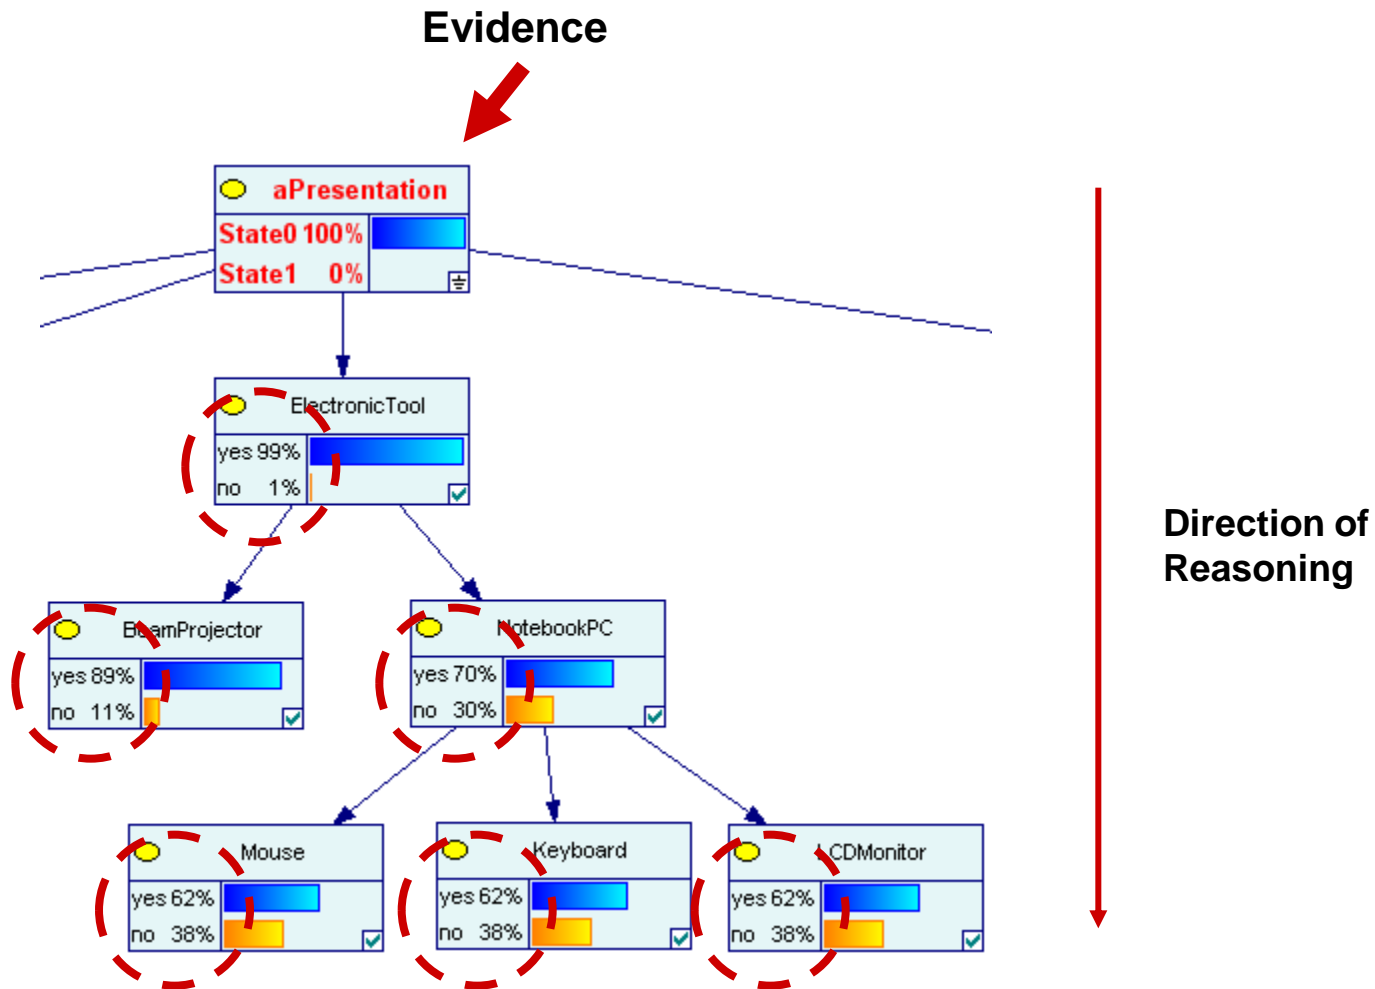 Evidence
aPresentation
State0 100%
State1 0%
ElectronicTool
yes 99%
no 1%
BeamProjector
yes 89%
no 11%
NotebookPC
yes 70%
no 30%
Mouse
yes 62%
no 38%
Keyboard
yes 62%
no 38%
LCDMonitor
yes 62%
no 38%
Direction of
Reasoning